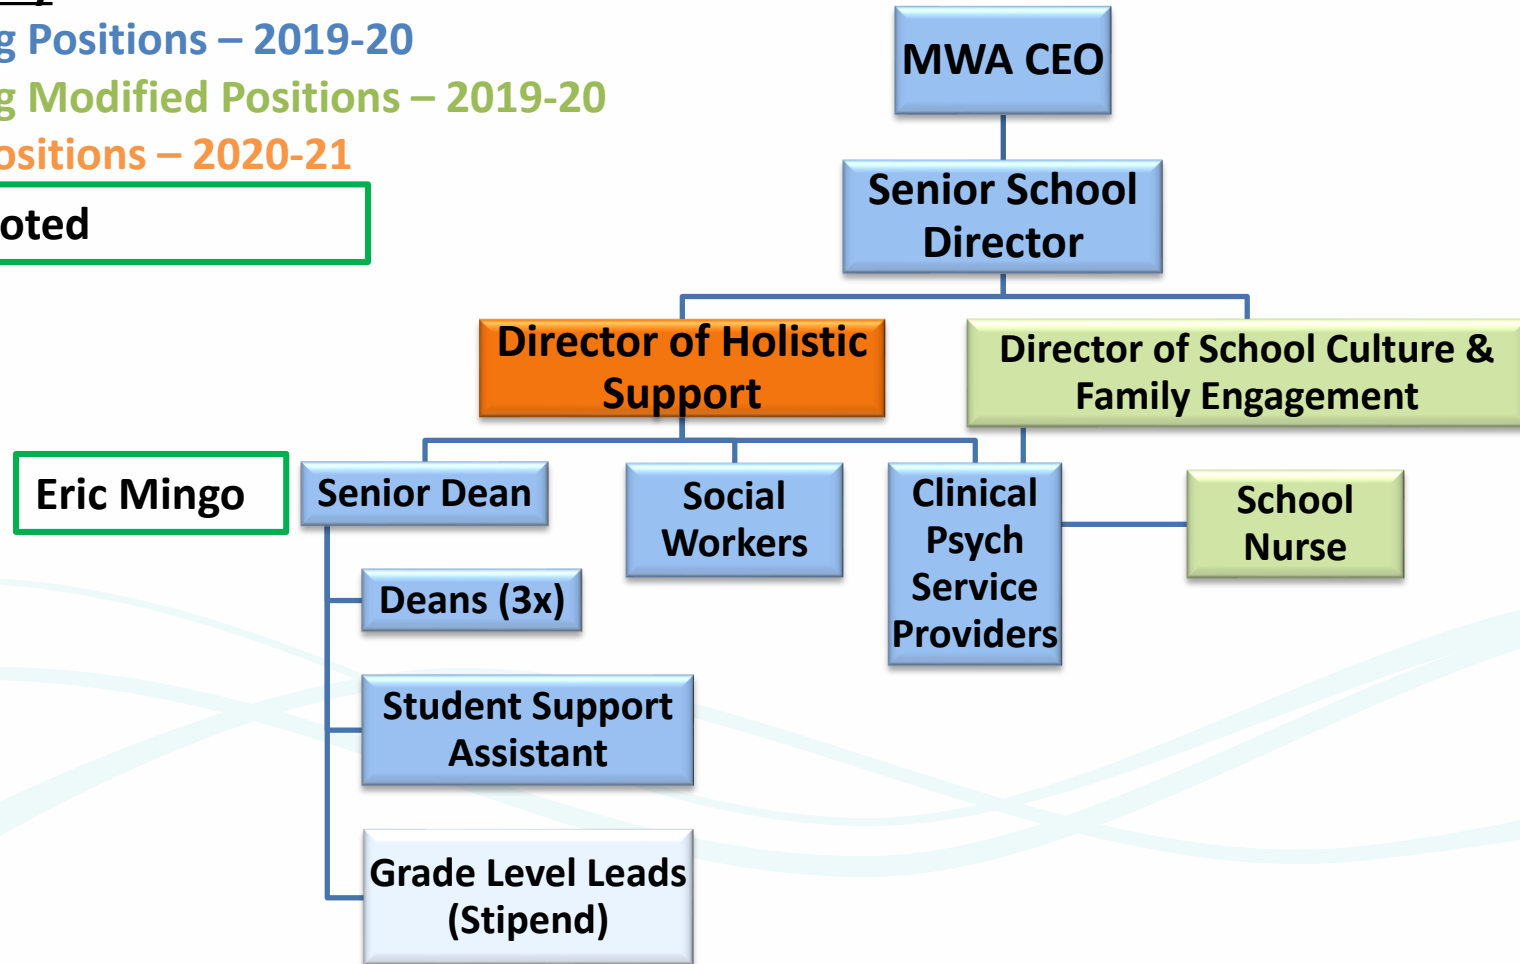 g Positions – 2019-20
g Modified Positions – 2019-20
ositions – 2020-21
oted
MWA CEO
Senior School
Director
Director of Holistic
Support
Director of School Culture &
Family Engagement
Eric Mingo
Senior Dean
Social
Workers
Clinical
Psych
Service
Providers
School
Nurse
Deans (3x)
Student Support
Assistant
Grade Level Leads
(Stipend)